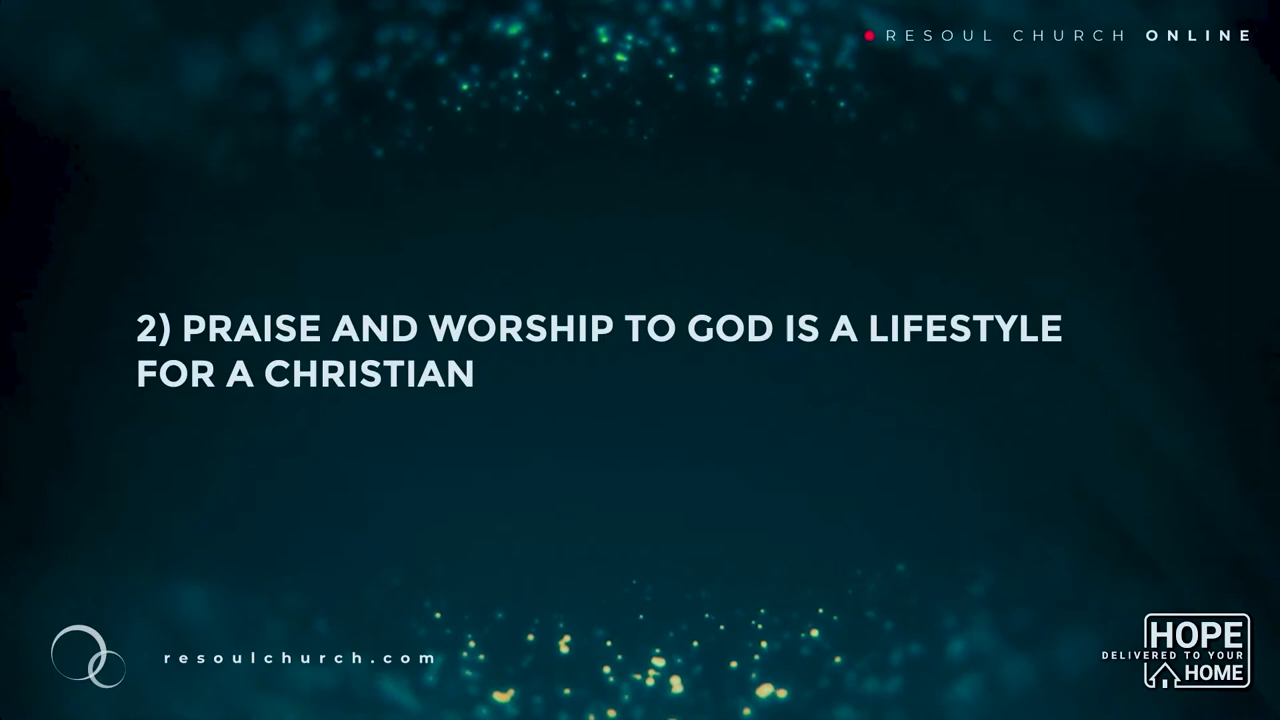 RESOUL CHURCH ONLINE
2) PRAISE AND WORSHIP TO GOD IS A LIFESTYLE
FOR A CHRISTIAN
resoulchurch.com
HOPE
DELIVERED TO YOUR
HOME